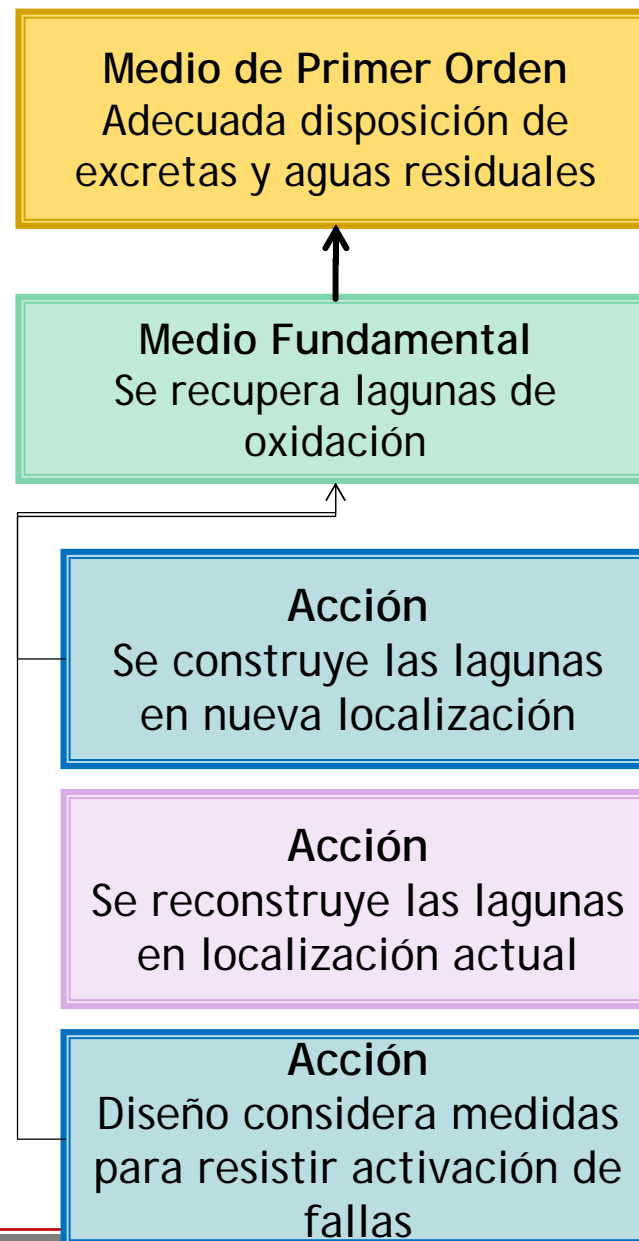 Medio de Primer Orden
Adecuada disposición de
excretas y aguas residuales
Medio Fundamental
Se recupera lagunas de
oxidación
Acción
Se construye las lagunas
en nueva localización
Acción
Se reconstruye las lagunas
en localización actual
Acción
Diseño considera medidas
para resistir activación de
fallas